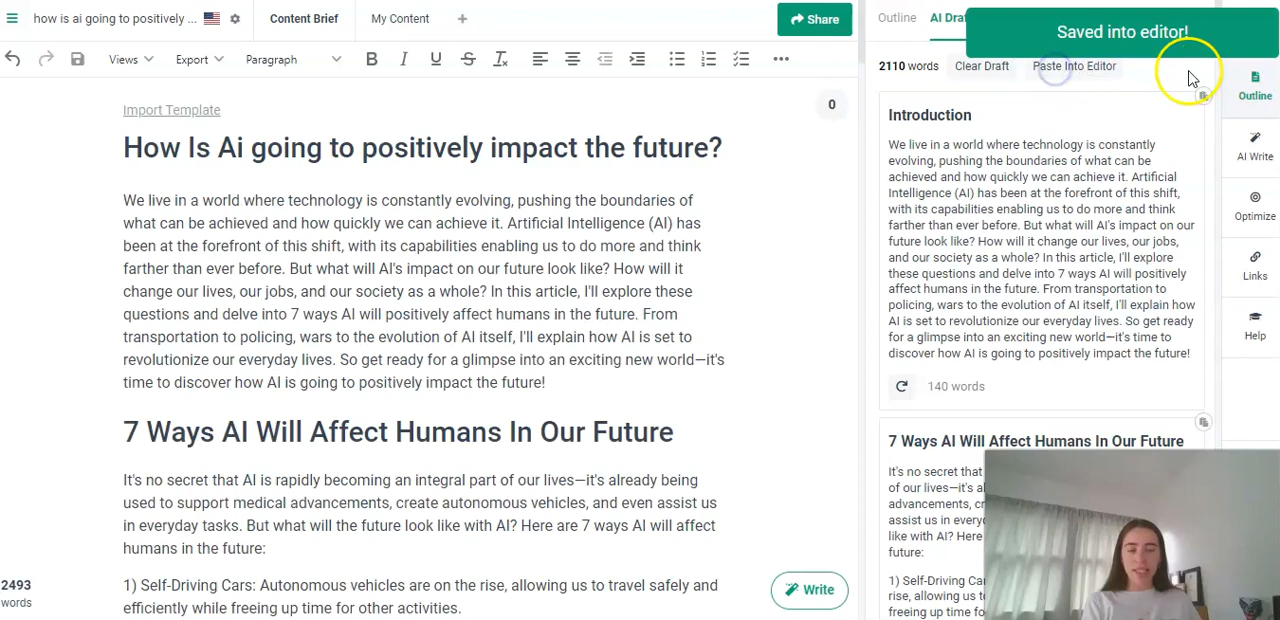 how is ai going to positively ...
Content Brief
My Content
Share
Views
Export
Paragraph
Import Template
0
How Is Ai going to positively impact the future?
We live in a world where technology is constantly evolving, pushing the boundaries of
what can be achieved and how quickly we can achieve it. Artificial Intelligence (AI) has
been at the forefront of this shift, with its capabilities enabling us to do more and think
farther than ever before. But what will AI's impact on our future look like? How will it
change our lives, our jobs, and our society as a whole? In this article, I'll explore these
questions and delve into 7 ways AI will positively affect humans in the future. From
transportation to policing, wars to the evolution of AI itself, I'll explain how AI is set to
revolutionize our everyday lives. So get ready for a glimpse into an exciting new world—it's
time to discover how AI is going to positively impact the future!
7 Ways AI Will Affect Humans In Our Future
It's no secret that AI is rapidly becoming an integral part of our lives—it's already being
used to support medical advancements, create autonomous vehicles, and even assist us
in everyday tasks. But what will the future look like with AI? Here are 7 ways AI will affect
humans in the future:
1) Self-Driving Cars: Autonomous vehicles are on the rise, allowing us to travel safely and
efficiently while freeing up time for other activities.
2493
words
Write
Outline
AI Draf
Saved into editor!
2110 words
Clear Draft
Paste Into Editor
Introduction
We live in a world where technology is constantly
evolving, pushing the boundaries of what can be
achieved and how quickly we can achieve it. Artificial
Intelligence (AI) has been at the forefront of this shift,
with its capabilities enabling us to do more and think
farther than ever before. But what will AI's impact on our
future look like? How will it change our lives, our jobs,
and our society as a whole? In this article, I'll explore
these questions and delve into 7 ways AI will positively
affect humans in the future. From transportation to
policing, wars to the evolution of AI itself, I'll explain how
AI is set to revolutionize our everyday lives. So get ready
for a glimpse into an exciting new world—it's time to
discover how AI is going to positively impact the future!
140 words
7 Ways AI Will Affect Humans In Our Future
It's no secret that
of our lives—it's al
advancements, cr
assist us in every
like with AI? Here
future:
1) Self-Driving Ca
rise, allowing us t
freeing up time fo
Outline
AI Write
Optimize
Links
Help